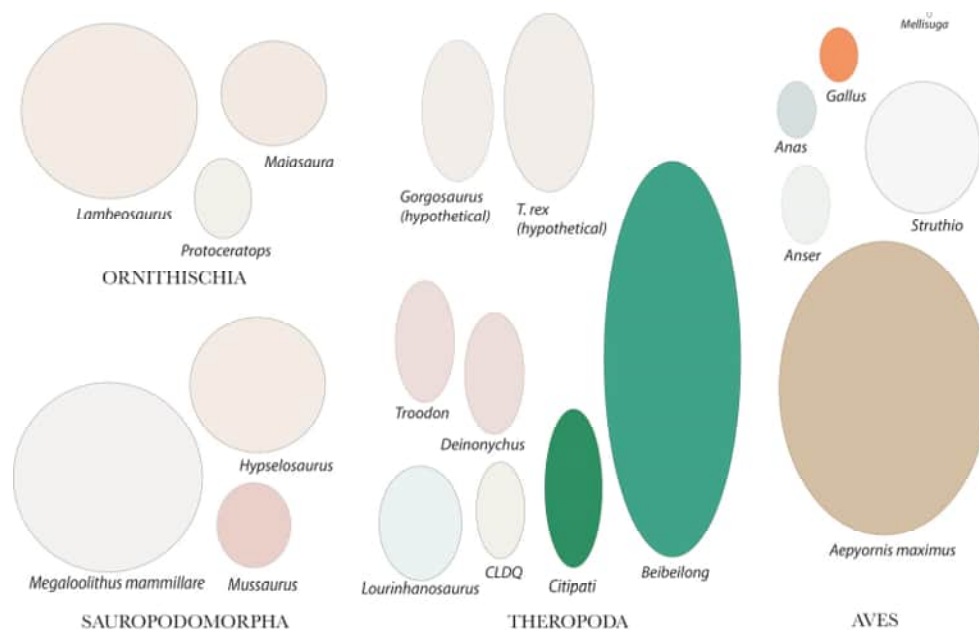 Lambeosaurus
Maiasaura
Protoceratops
ORNITHISCHIA
Hypselosaurus
Megaloolithus mammillare
Mussaurus
SAUROPODOMORPHA
Gorgosaurus
(hypothetical)
T. rex
(hypothetical)
Troodon
Deinonychus
Lourinhanosaurus
CLDQ
Citipati
Beibeilong
THEROPODA
Mellisuga
Gallus
Anas
Anser
Struthio
Aepyornis maximus
AVES